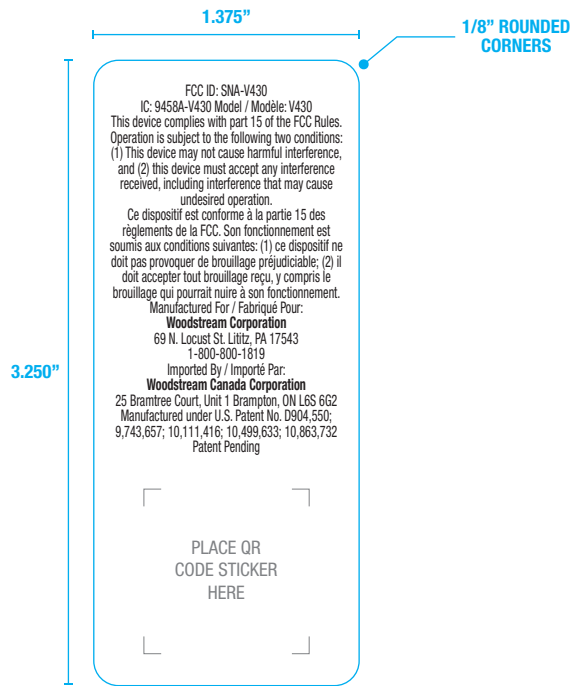 1.375”
1/8” ROUNDED
CORNERS
FCC ID: SNA-V430
IC: 9458A-V430 Model / Modèle: V430
This device complies with part 15 of the FCC Rules.
Operation is subject to the following two conditions:
(1) This device may not cause harmful interference,
and (2) this device must accept any interference
received, including interference that may cause
undesired operation.
Ce dispositif est conforme à la partie 15 des
règlements de la FCC. Son fonctionnement est
soumis aux conditions suivantes: (1) ce dispositif ne
doit pas provoquer de brouillage préjudiciable; (2) il
doit accepter tout brouillage reçu, y compris le
brouillage qui pourrait nuire à son fonctionnement.
Manufactured For / Fabriqué Pour:
Woodstream Corporation
69 N. Locust St. Lititz, PA 17543
1-800-800-1819
Imported By / Importé Par:
Woodstream Canada Corporation
25 Bramtree Court, Unit 1 Brampton, ON L6S 6G2
Manufactured under U.S. Patent No. D904,550;
9,743,657; 10,111,416; 10,499,633; 10,863,732
Patent Pending
3.250”
PLACE QR
CODE STICKER
HERE